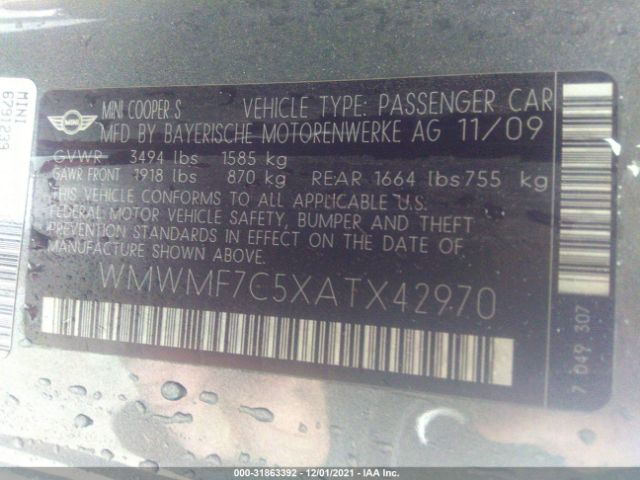 MINI
6791239
MINI
MINI COOPER S VEHICLE TYPE: PASSENGER CAR
MFD BY BAYERISCHE MOTORENWERKE AG 11/09
GVWR 3494 lbs 1585 kg
GAWR FRONT 1918 lbs 870 kg REAR 1664 lbs 755 kg
THIS VEHICLE CONFORMS TO ALL APPLICABLE U.S.
FEDERAL MOTOR VEHICLE SAFETY, BUMPER AND THEFT
PREVENTION STANDARDS IN EFFECT ON THE DATE OF
MANUFACTURE SHOWN ABOVE.
WMWMF7C5XATX42970
7 049 307
000-31863392 - 12/01/2021 - IAA Inc.